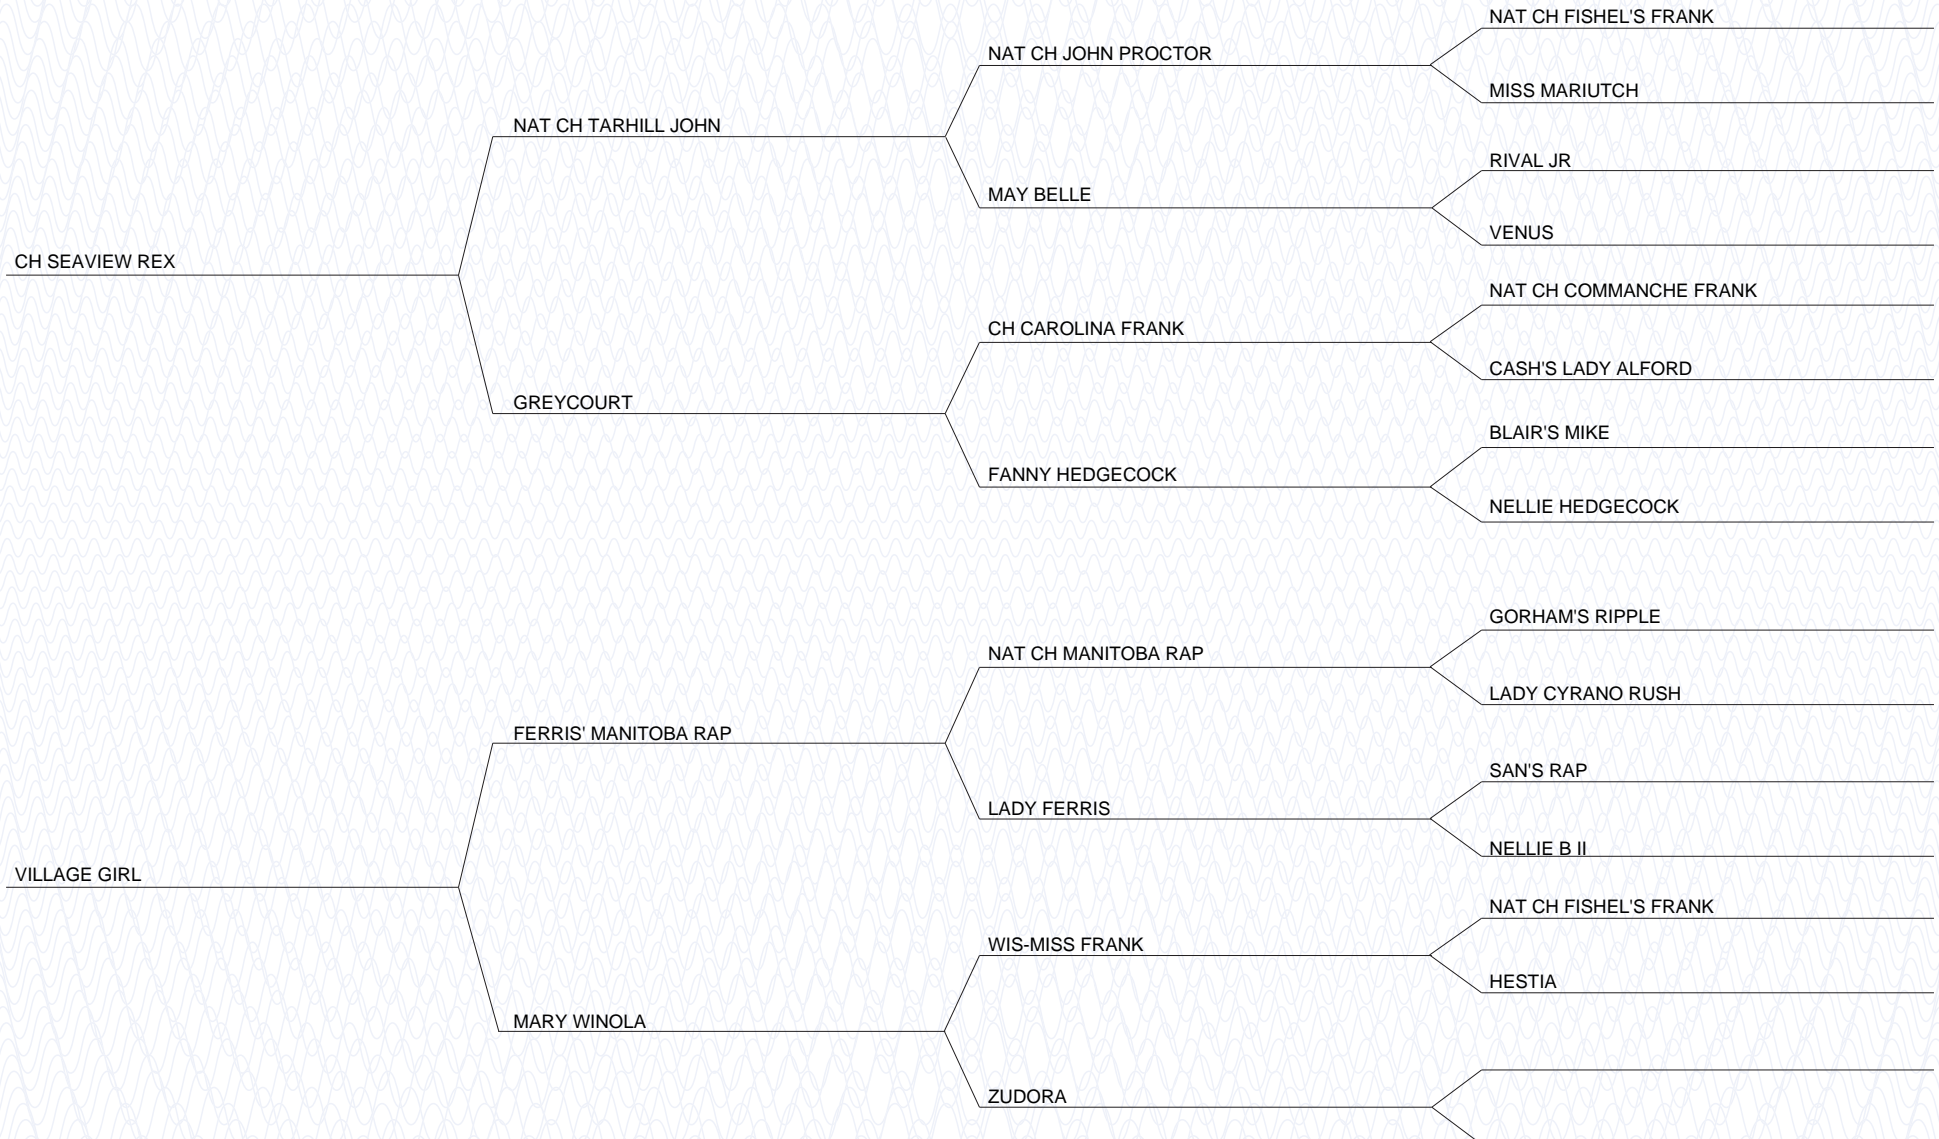 NAT CH FISHEL'S FRANK
NAT CH JOHN PROCTOR
MISS MARIUTCH
NAT CH TARHILL JOHN
RIVAL JR
MAY BELLE
VENUS
CH SEAVIEW REX
NAT CH COMMANCHE FRANK
CH CAROLINA FRANK
CASH'S LADY ALFORD
GREYCOURT
BLAIR'S MIKE
FANNY HEDGECOCK
NELLIE HEDGECOCK
GORHAM'S RIPPLE
NAT CH MANITOBA RAP
LADY CYRANO RUSH
FERRIS' MANITOBA RAP
SAN'S RAP
LADY FERRIS
NELLIE B II
VILLAGE GIRL
NAT CH FISHEL'S FRANK
WIS-MISS FRANK
HESTIA
MARY WINOLA
ZUDORA